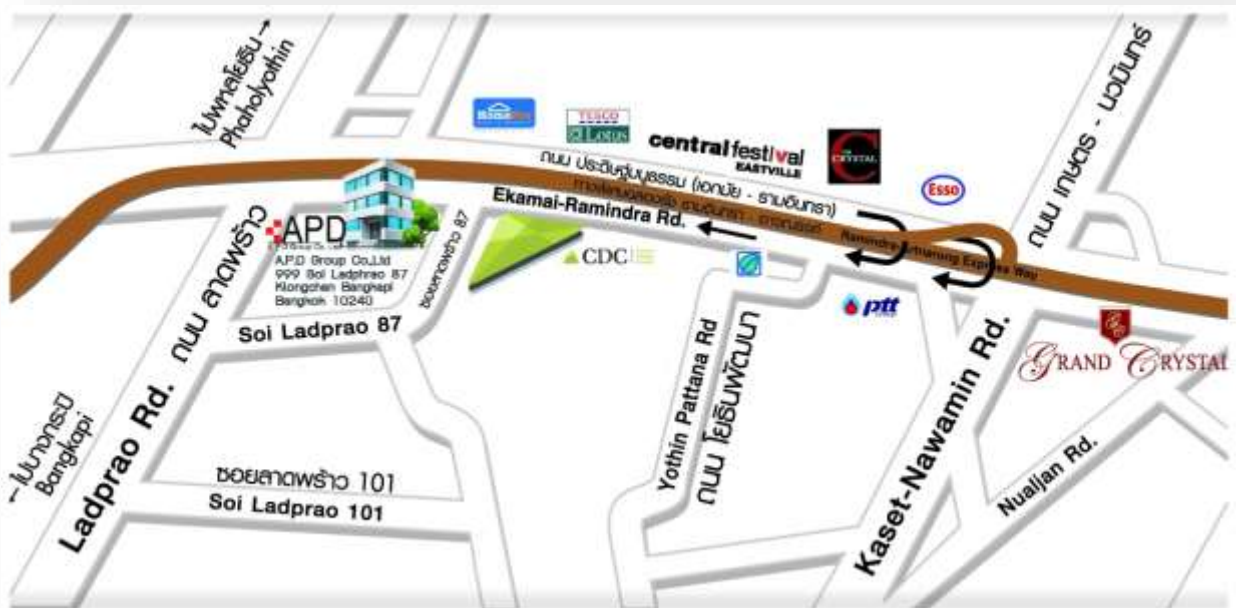 ไปพหลโยธิน →
Phaholyothin
HomePro
TESCO
Lotus
centralfestival
EASTVILLE
THE
CRYSTAL
Esso
ถนน เกษตร - นวมินทร์
ถนน ประดิษฐ์มนูธรรม (เอกมัย - รามอินทรา)
Ekamai-Ramindra Rd.
Ramindra-Artnarong Express Way
APD
A.P.D Group Co.,Ltd
999 Soi Ladphrao 87
Klongchan Bangkapi
Bangkok 10240
ซอยลาดพร้าว 87
CDC
ptt
GRAND CRYSTAL
ถนน ลาดพร้าว
Soi Ladprao 87
Ladprao Rd.
← ไปบางกะปิ
Bangkapi
ซอยลาดพร้าว 101
Soi Ladprao 101
Yothin Pattana Rd
ถนน โยธินพัฒนา
Kaset-Nawamin Rd.
Nualjan Rd.